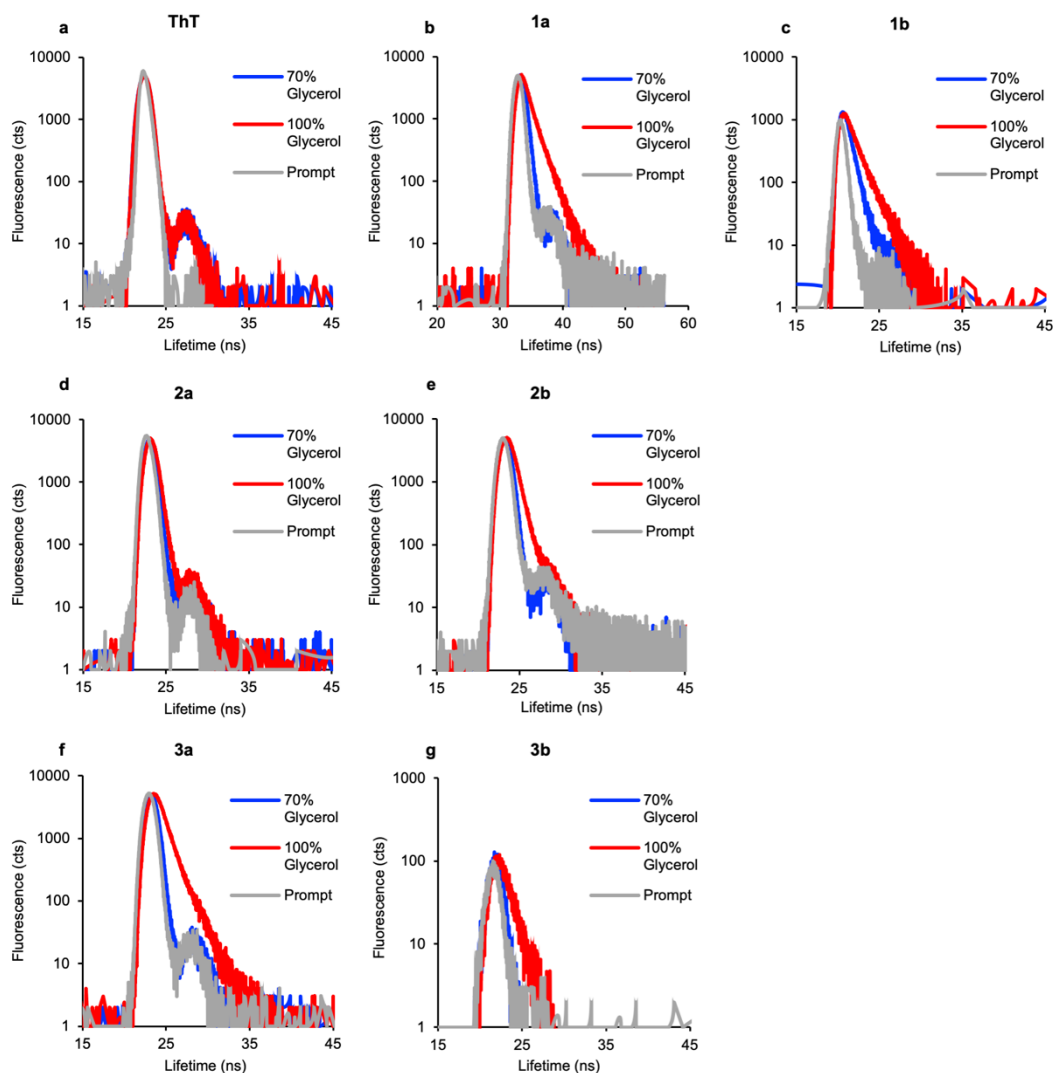 a ThT
10000
1000
100
10
1
15 25 35 45
Fluorescence (cts)
Lifetime (ns)
70%
Glycerol
100%
Glycerol
Prompt
b 1a
10000
1000
100
10
1
20 30 40 50 60
Fluorescence (cts)
Lifetime (ns)
70%
Glycerol
100%
Glycerol
Prompt
c 1b
10000
1000
100
10
1
15 25 35 45
Fluorescence (cts)
Lifetime (ns)
70%
Glycerol
100%
Glycerol
Prompt
d 2a
10000
1000
100
10
1
15 25 35 45
Fluorescence (cts)
Lifetime (ns)
70%
Glycerol
100%
Glycerol
Prompt
e 2b
10000
1000
100
10
1
15 25 35 45
Fluorescence (cts)
Lifetime (ns)
70%
Glycerol
100%
Glycerol
Prompt
f 3a
10000
1000
100
10
1
15 25 35 45
Fluorescence (cts)
Lifetime (ns)
70%
Glycerol
100%
Glycerol
Prompt
g 3b
1000
100
10
1
15 25 35 45
Fluorescence (cts)
Lifetime (ns)
70%
Glycerol
100%
Glycerol
Prompt